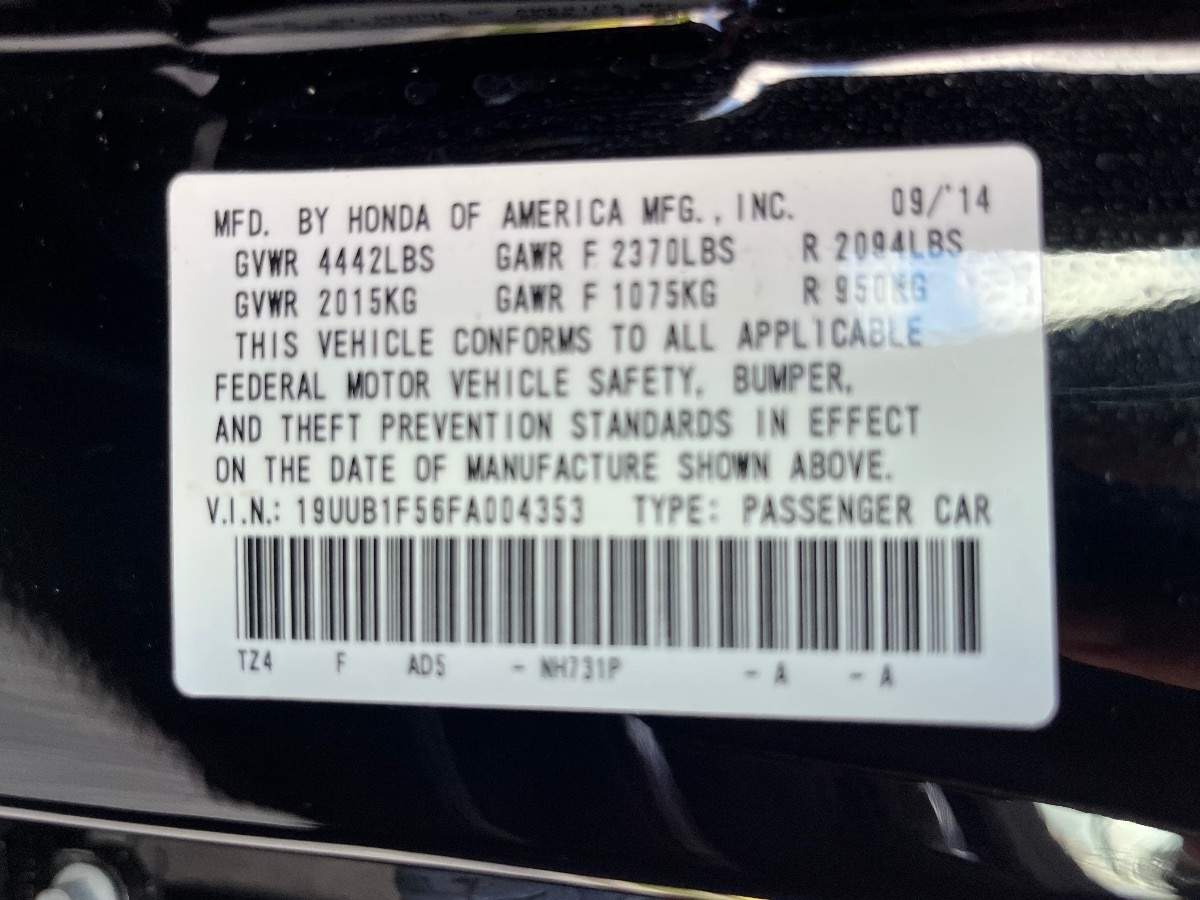 MFD. BY HONDA OF AMERICA MFG., INC. 09/'14
GVWR 4442LBS GAWR F 2370LBS R 2094LBS
GVWR 2015KG GAWR F 1075KG R 950KG
THIS VEHICLE CONFORMS TO ALL APPLICABLE
FEDERAL MOTOR VEHICLE SAFETY, BUMPER,
AND THEFT PREVENTION STANDARDS IN EFFECT
ON THE DATE OF MANUFACTURE SHOWN ABOVE.
V.I.N.: 19UUB1F56FA004353 TYPE: PASSENGER CAR
TZ4 F AD5 - NH731P - A - A